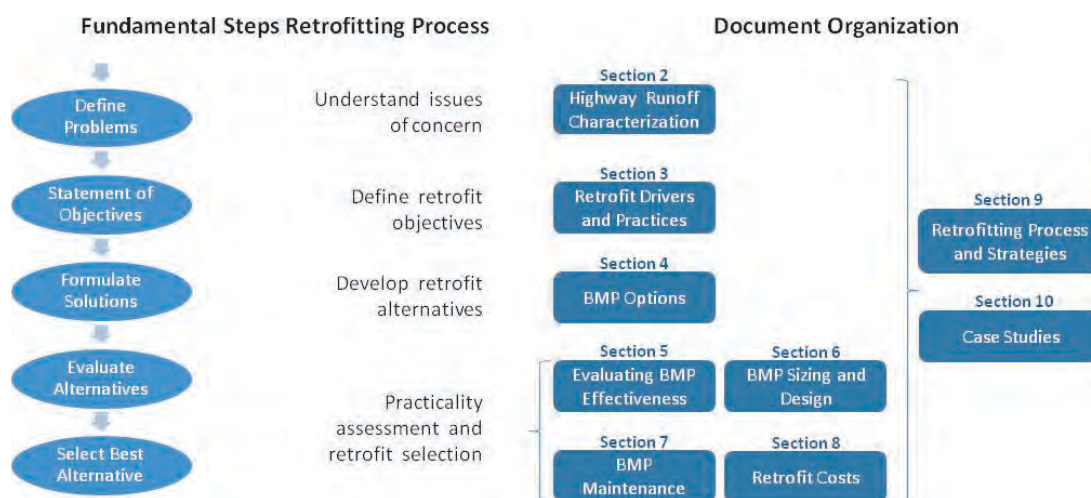 Fundamental Steps Retrofitting Process
Document Organization
Define
Problems
Statement of
Objectives
Formulate
Solutions
Evaluate
Alternatives
Select Best
Alternative
Understand issues
of concern
Define retrofit
objectives
Develop retrofit
alternatives
Practicality
assessment and
retrofit selection
Section 2
Highway Runoff
Characterization
Section 3
Retrofit Drivers
and Practices
Section 4
BMP Options
Section 5
Evaluating BMP
Effectiveness
Section 6
BMP Sizing and
Design
Section 7
BMP
Maintenance
Section 8
Retrofit Costs
Section 9
Retrofitting Process
and Strategies
Section 10
Case Studies